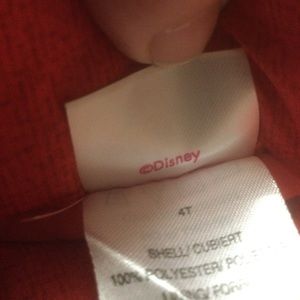 ©Disney
4T
SHELL/ CUBIERT
100% POLYESTER/